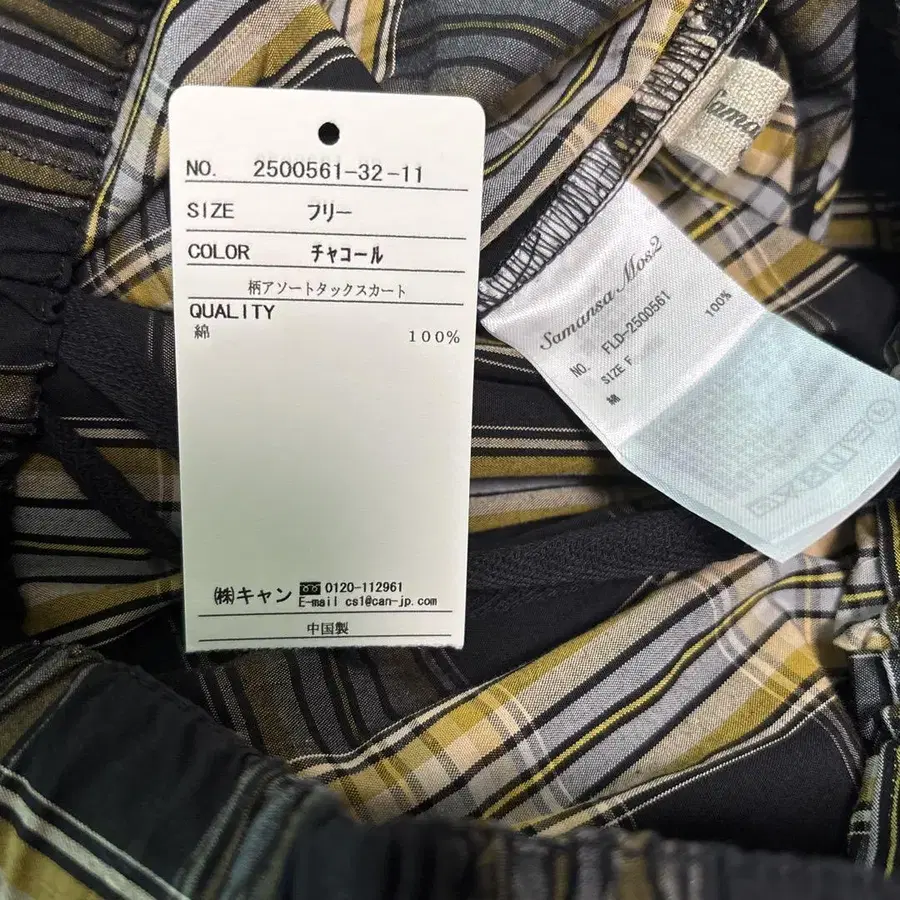 NO. 2500561-32-11
SIZE フリー
COLOR チャコール
柄アソートタックスカート
QUALITY
綿 100%
㈱キャン 0120-112961
E-mail cs1@can-jp.com
中国製
Sama
Samansa Mos2
NO. FLD-2500561
SIZE F
綿 100%